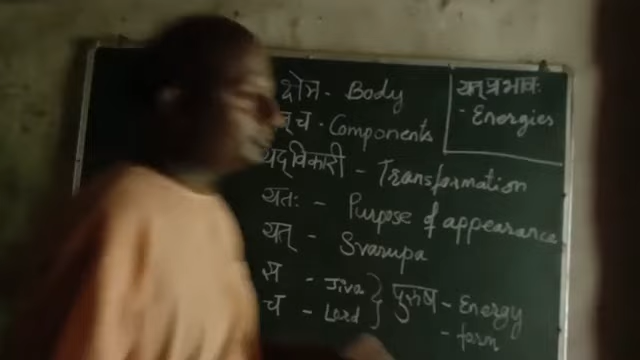 क्षेम - Body
च - Components
यद्विकारी - Transformation
यतः - Purpose of appearance
यत् - Svarupa
स - Jiva } पुरुष - Energy
च - Lord - form
यत्प्रभावः
- Energies